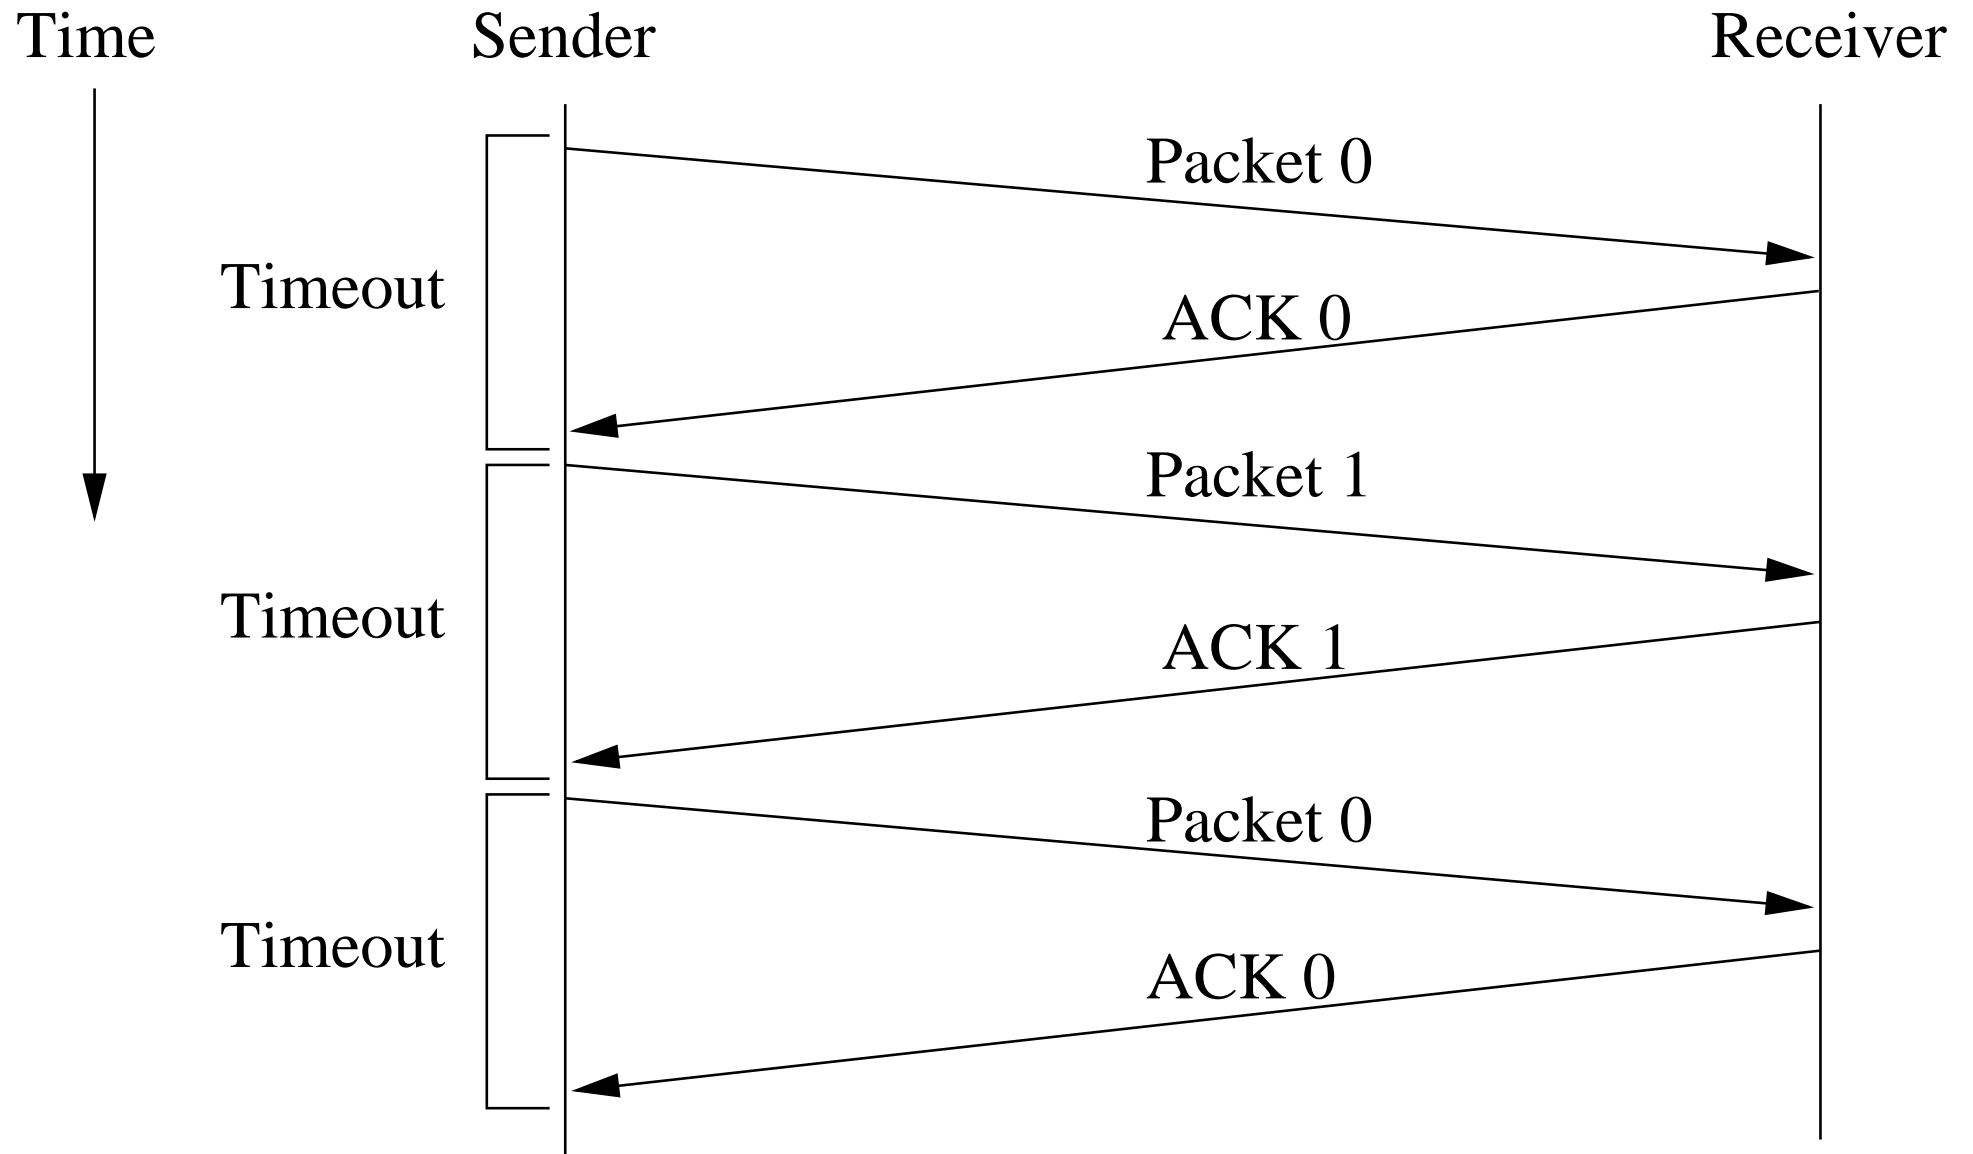 Time
Sender
Receiver
Packet 0
Timeout
ACK 0
Packet 1
Timeout
ACK 1
Packet 0
Timeout
ACK 0